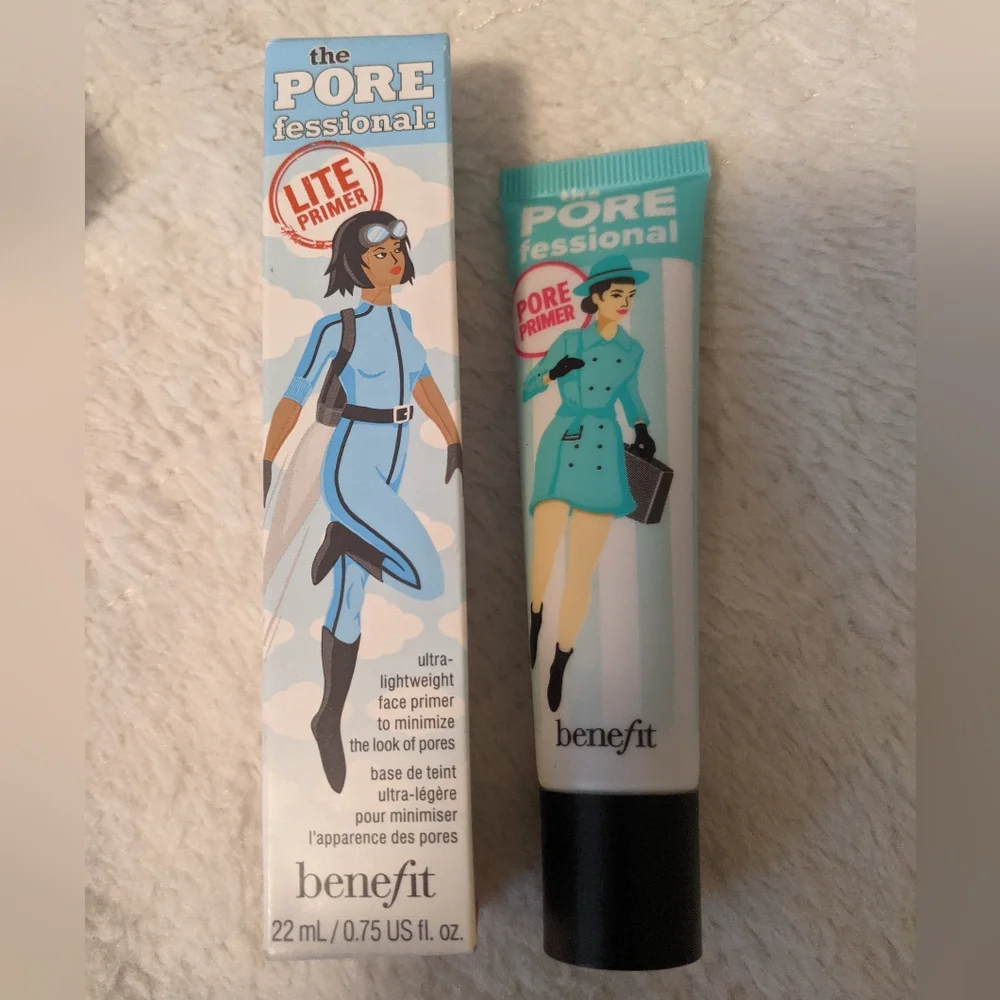 the
PORE
fessional:
LITE
PRIMER
ultra-
lightweight
face primer
to minimize
the look of pores
base de teint
ultra-légère
pour minimiser
l'apparence des pores
benefit
22 mL / 0.75 US fl. oz.
the
PORE
fessional
PORE
PRIMER
benefit